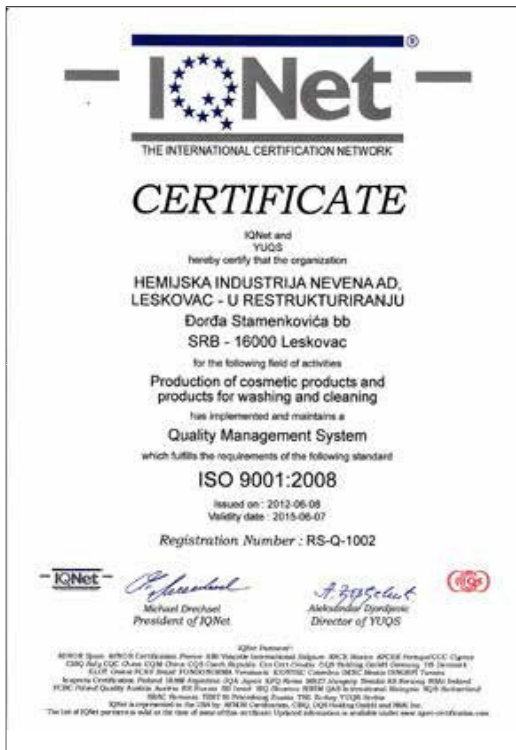 IQNet ®
THE INTERNATIONAL CERTIFICATION NETWORK
CERTIFICATE
IQNet and
YUQS
hereby certify that the organization
HEMIJSKA INDUSTRIJA NEVENA AD,
LESKOVAC - U RESTRUKTURIRANJU
Đorđa Stamenkovića bb
SRB - 16000 Leskovac
for the following field of activities
Production of cosmetic products and
products for washing and cleaning
has implemented and maintains a
Quality Management System
which fulfills the requirements of the following standard
ISO 9001:2008
Issued on : 2012-06-08
Validity date : 2015-06-07
Registration Number : RS-Q-1002
IQNet
Michael Drechsel
President of IQNet
Aleksandar Djordjevic
Director of YUQS
YUQS
IQNet Partners*: